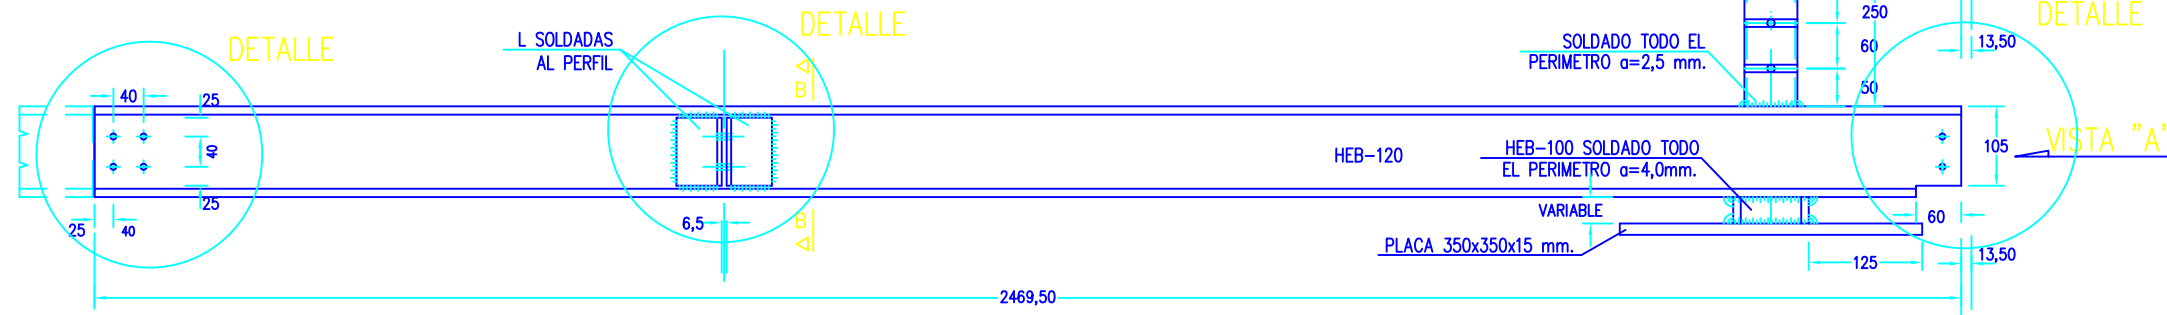 DETALLE
L SOLDADAS
AL PERFIL
DETALLE
B
SOLDADO TODO EL
PERIMETRO a=2,5 mm.
250
60
50
DETALLE
13,50
40
25
40
25
25
40
6,5
B
HEB-120
HEB-100 SOLDADO TODO
EL PERIMETRO a=4,0mm.
VARIABLE
PLACA 350x350x15 mm.
105
VISTA "A"
60
125
13,50
2469,50